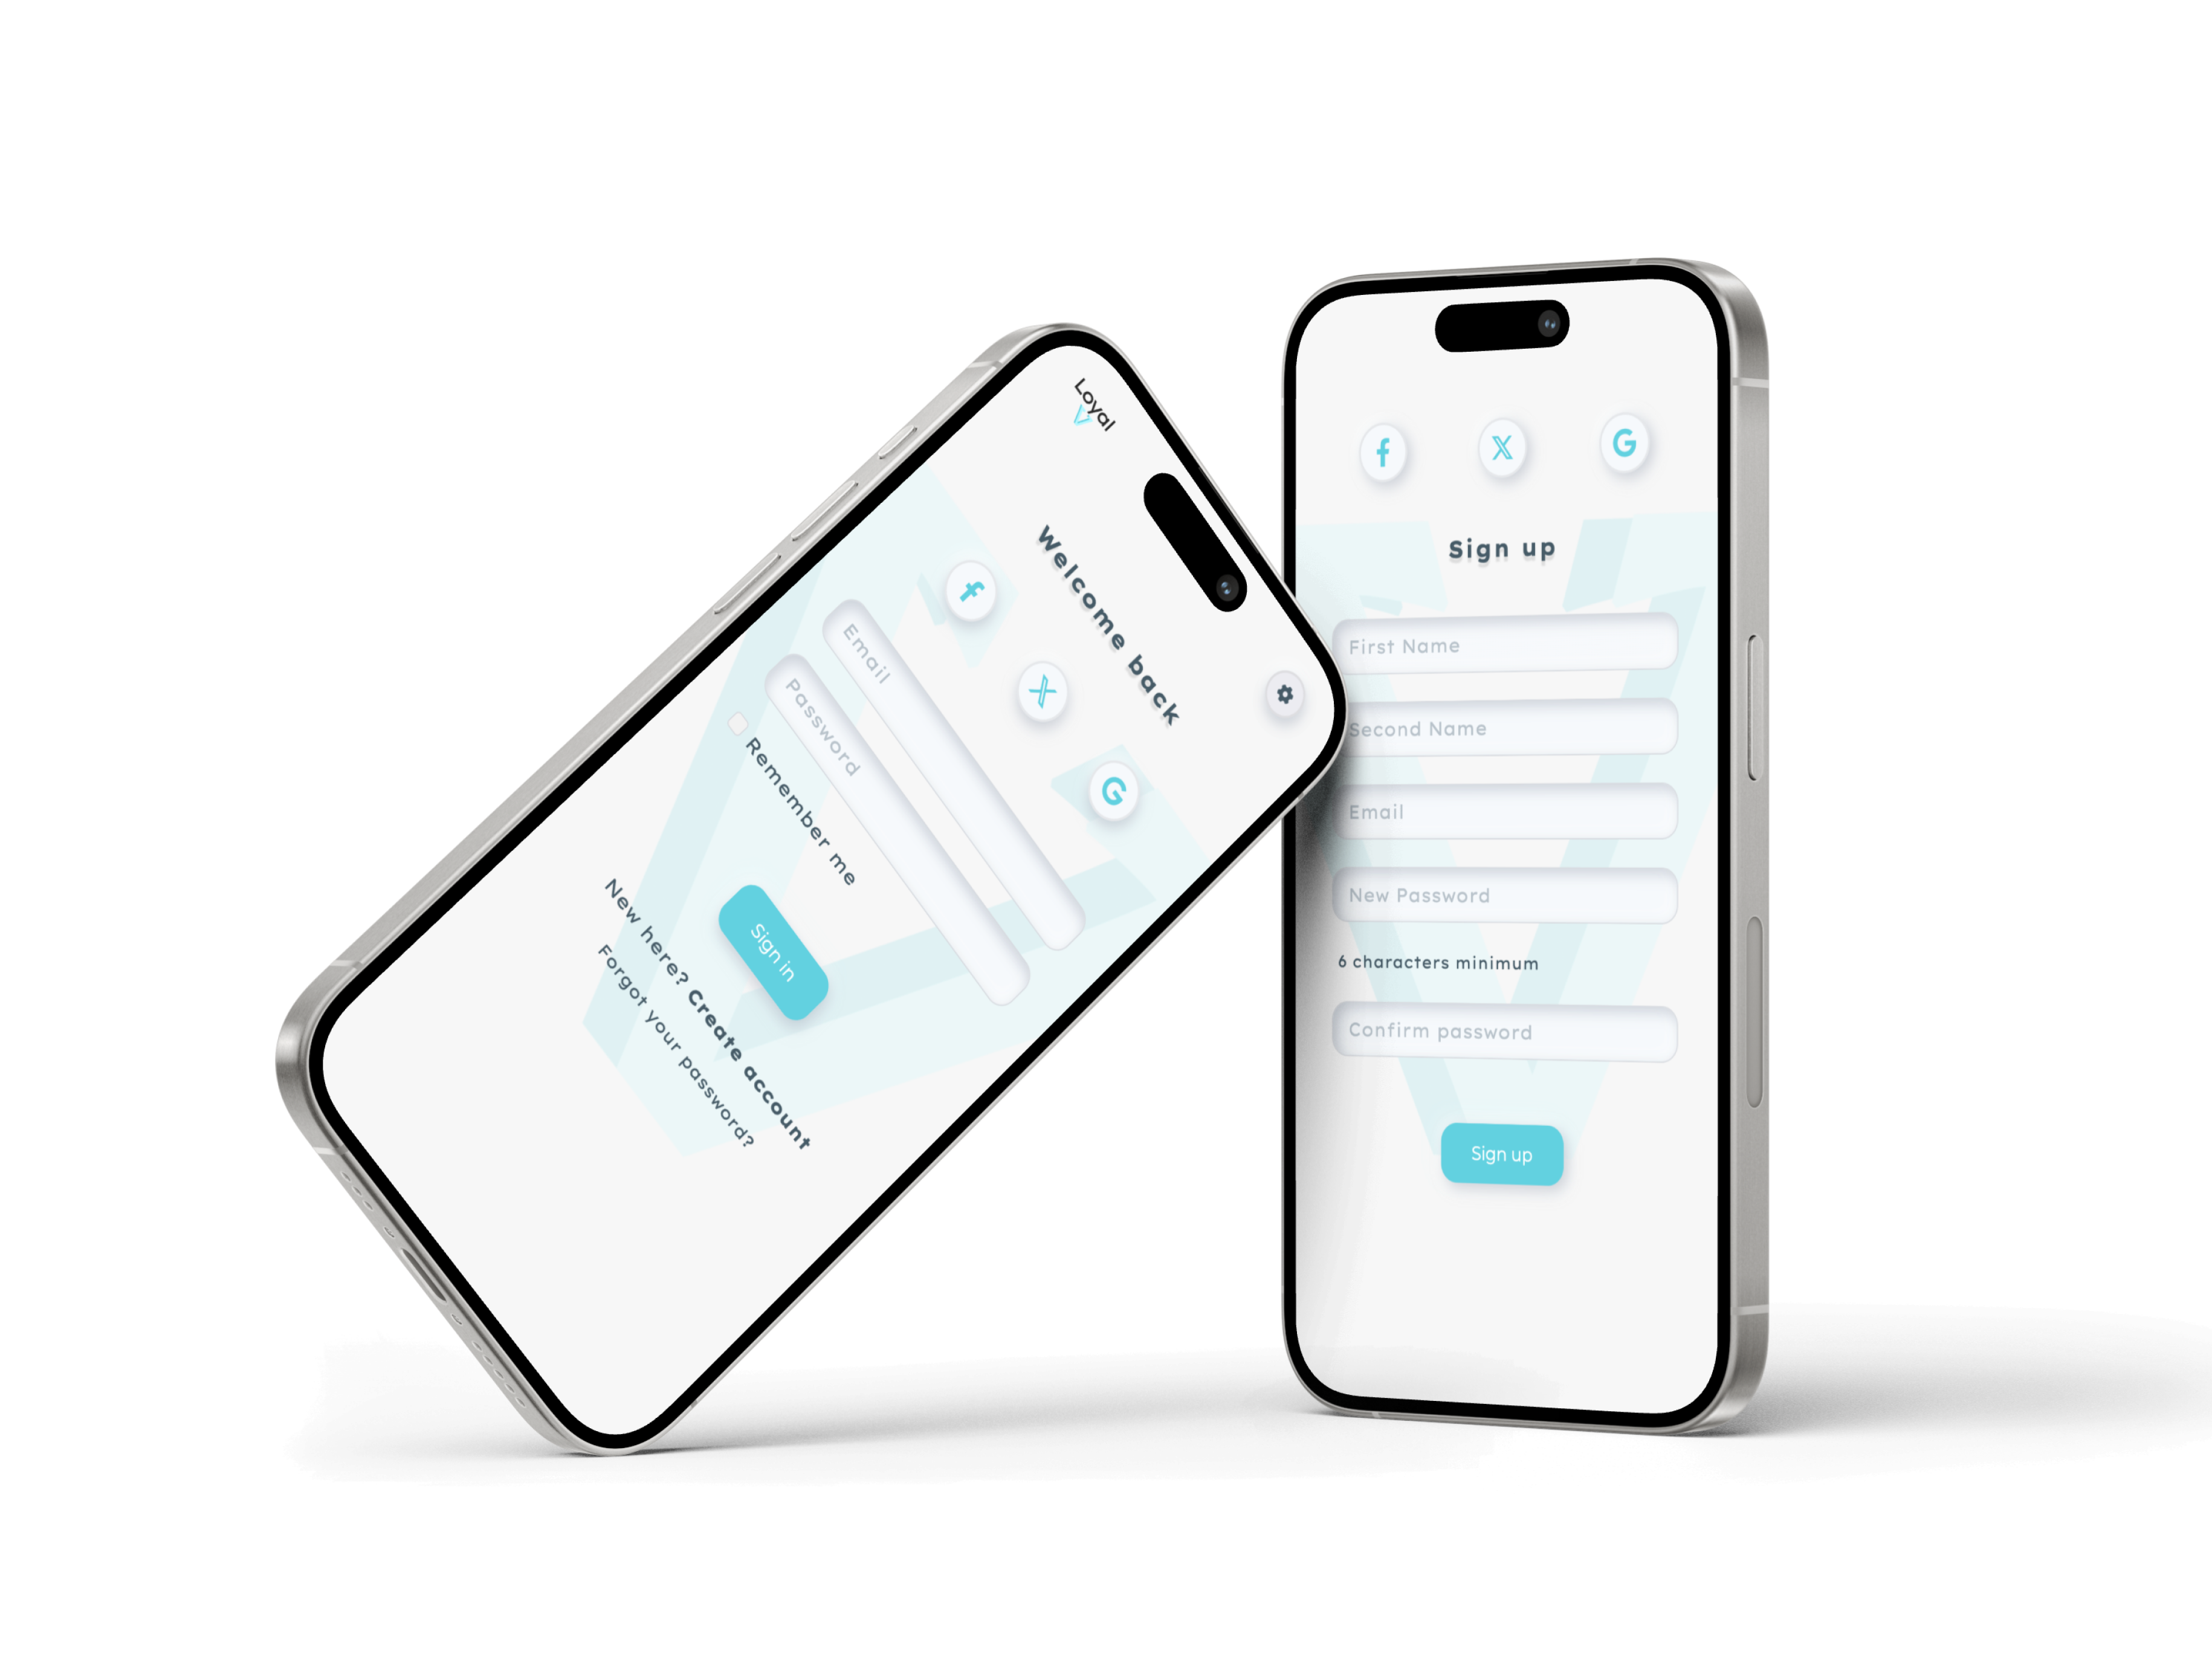 Loyal
Welcome back
Email
Password
Remember me
Sign in
New here? Create account
Forgot your password?
Sign up
First Name
Second Name
Email
New Password
6 characters minimum
Confirm password
Sign up